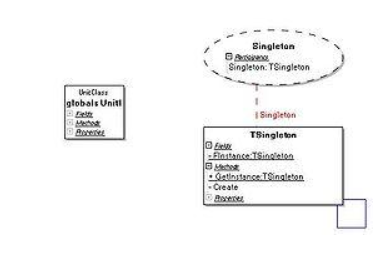 Singleton
Participants
Singleton: TSingleton
UnitClass
globals Unit1
Fields
Methods
Properties
Singleton
TSingleton
Fields
- FInstance:TSingleton
Methods
+ GetInstance:TSingleton
- Create
Properties